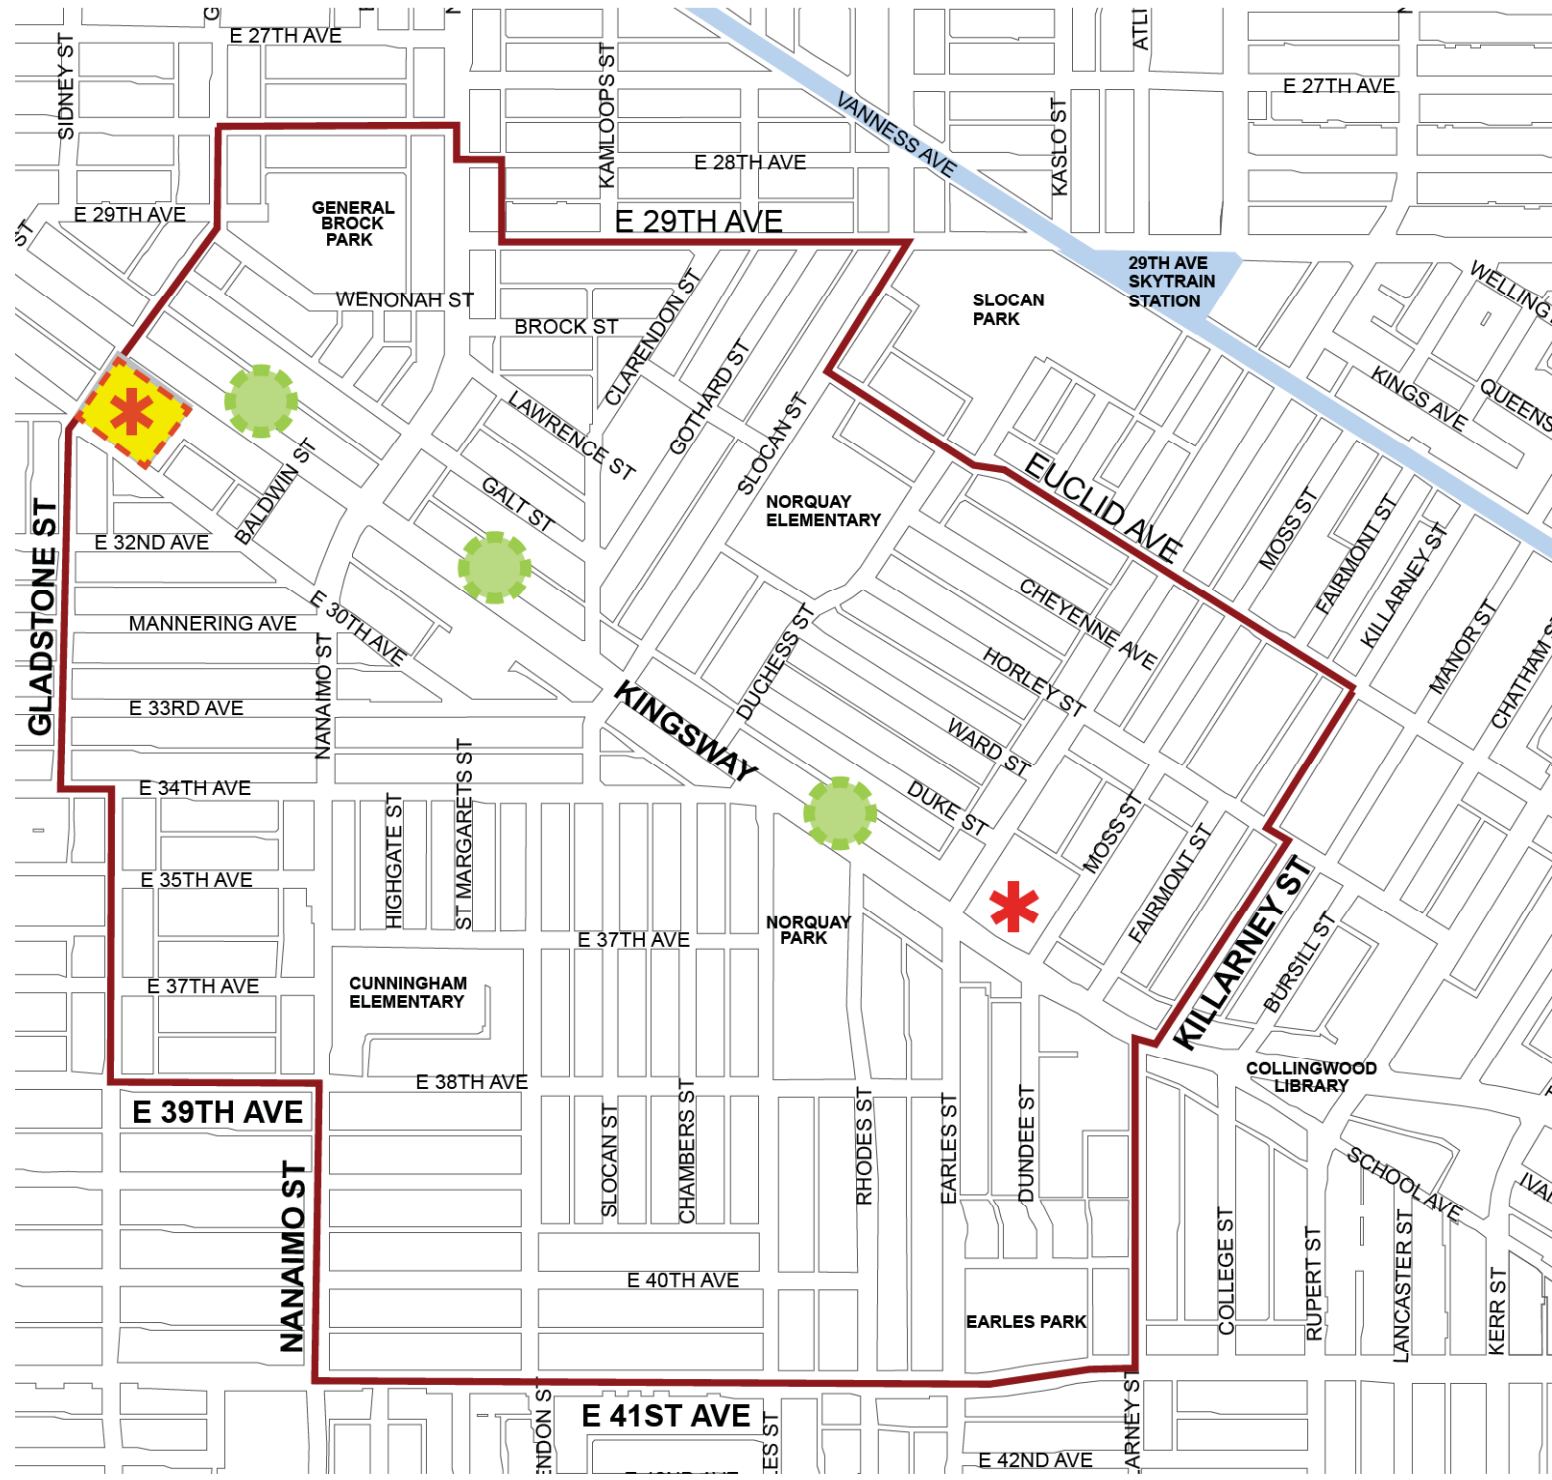 E 27TH AVE
SIDNEY ST
KAMLOOPS ST
E 28TH AVE
VANNESS AVE
KASLO ST
E 27TH AVE
E 29TH AVE
GENERAL
BROCK
PARK
E 29TH AVE
WENONAH ST
BROCK ST
CLARENDON ST
GOTHARD ST
SLOCAN ST
LAWRENCE ST
SLOCAN
PARK
29TH AVE
SKYTRAIN
STATION
KINGS AVE
GALT ST
BALDWIN ST
NORQUAY
ELEMENTARY
EUCLID AVE
MOSS ST
FAIRMONT ST
KILLARNEY ST
MANOR ST
GLADSTONE ST
E 32ND AVE
MANNERING AVE
E 30TH AVE
NANAIMO ST
E 33RD AVE
CHEYENNE AVE
HORLEY ST
DUCHESS ST
WARD ST
DUKE ST
KINGSWAY
E 34TH AVE
HIGHGATE ST
ST MARGARETS ST
MOSS ST
FAIRMONT ST
E 35TH AVE
E 37TH AVE
E 37TH AVE
CUNNINGHAM
ELEMENTARY
NORQUAY
PARK
KILLARNEY ST
BURSILL ST
COLLINGWOOD
LIBRARY
E 38TH AVE
E 39TH AVE
NANAIMO ST
SLOCAN ST
CHAMBERS ST
RHODES ST
EARLES ST
DUNDEE ST
SCHOOL AVE
COLLEGE ST
RUPERT ST
LANCASTER ST
KERR ST
E 40TH AVE
EARLES PARK
E 41ST AVE
E 42ND AVE